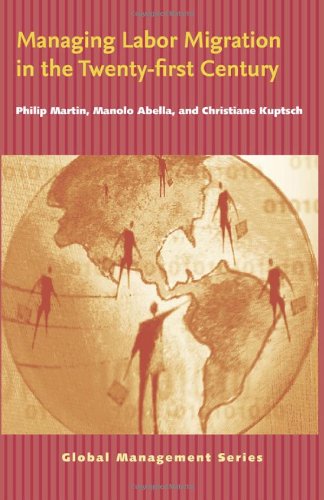 Managing Labor Migration
in the Twenty-first Century
Philip Martin, Manolo Abella, and Christiane Kuptsch
Global Management Series